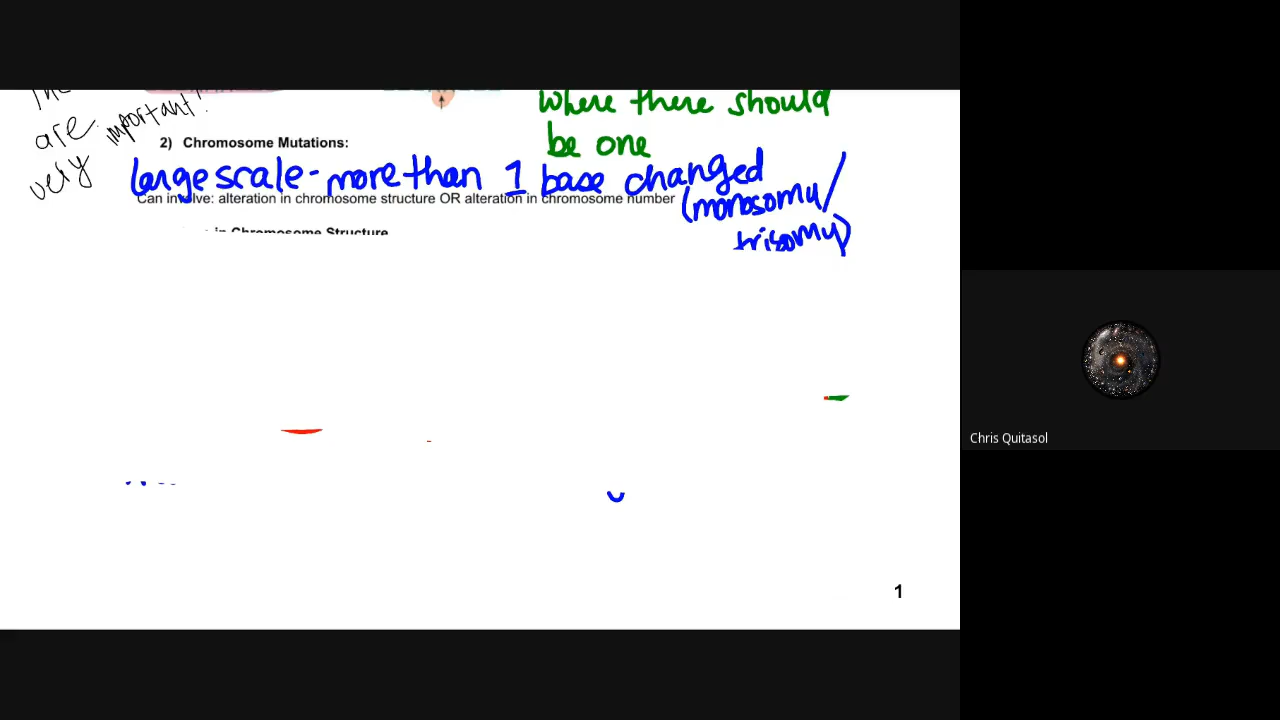 where there should
are
important!
be one
2) Chromosome Mutations:
very
large scale - more than 1 base changed
Can involve: alteration in chromosome structure OR alteration in chromosome number
(monosomy/
trisomy)
in Chromosome Structure
Chris Quitasol
1